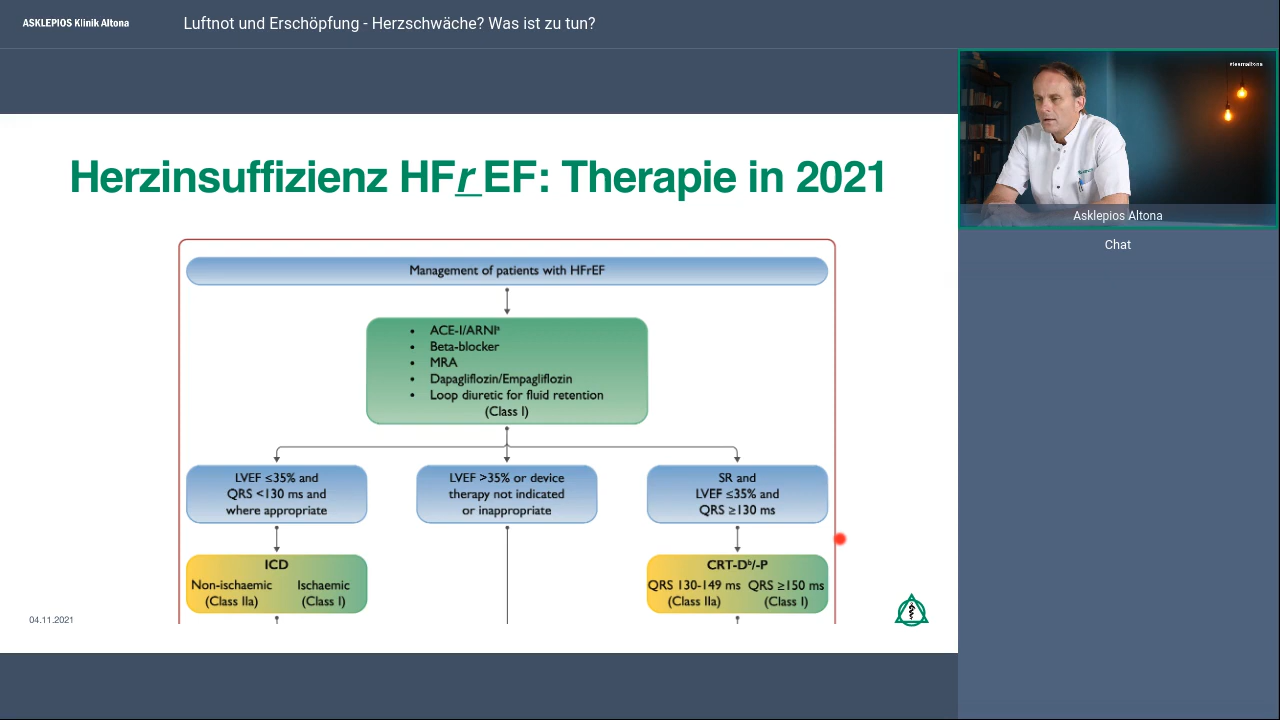 ASKLEPIOS Klinik Altona
Luftnot und Erschöpfung - Herzschwäche? Was ist zu tun?
#teamaltona
Asklepios Altona
Chat
Herzinsuffizienz HFrEF: Therapie in 2021
Management of patients with HFrEF
• ACE-I/ARNIᵃ
• Beta-blocker
• MRA
• Dapagliflozin/Empagliflozin
• Loop diuretic for fluid retention
(Class I)
LVEF ≤35% and
QRS <130 ms and
where appropriate
LVEF >35% or device
therapy not indicated
or inappropriate
SR and
LVEF ≤35% and
QRS ≥130 ms
ICD
Non-ischaemic Ischaemic
(Class IIa) (Class I)
CRT-Dᵇ/-P
QRS 130-149 ms QRS ≥150 ms
(Class IIa) (Class I)
04.11.2021